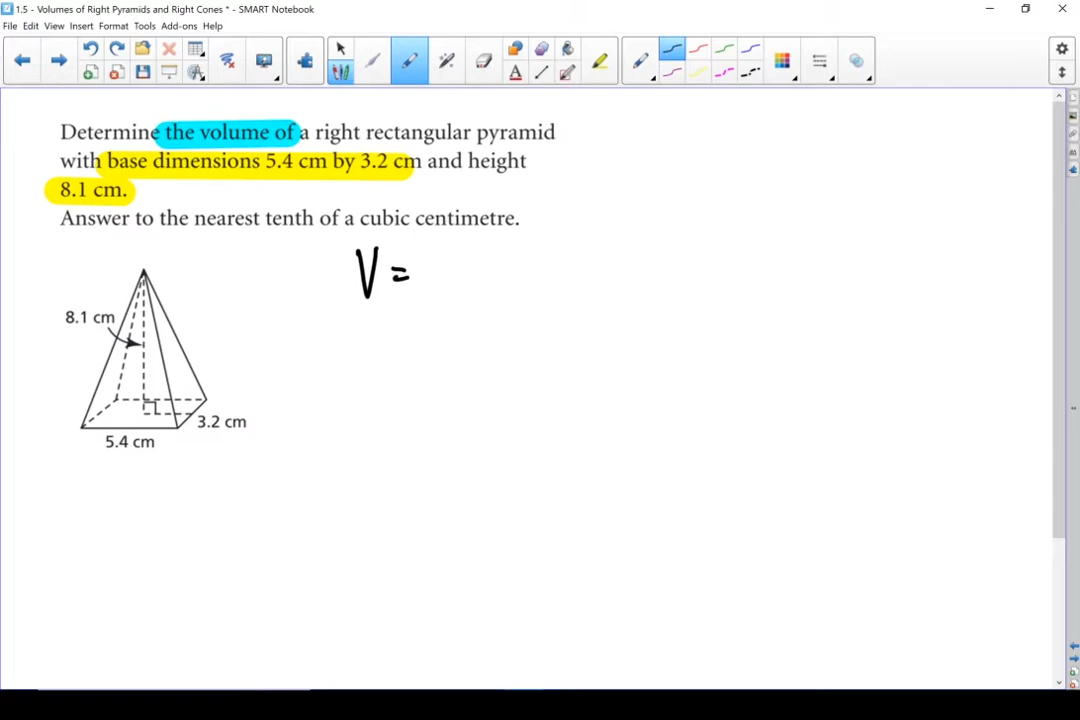 1.5 - Volumes of Right Pyramids and Right Cones * - SMART Notebook
File Edit View Insert Format Tools Add-ons Help
Determine the volume of a right rectangular pyramid
with base dimensions 5.4 cm by 3.2 cm and height
8.1 cm.
Answer to the nearest tenth of a cubic centimetre.
V =
8.1 cm
3.2 cm
5.4 cm